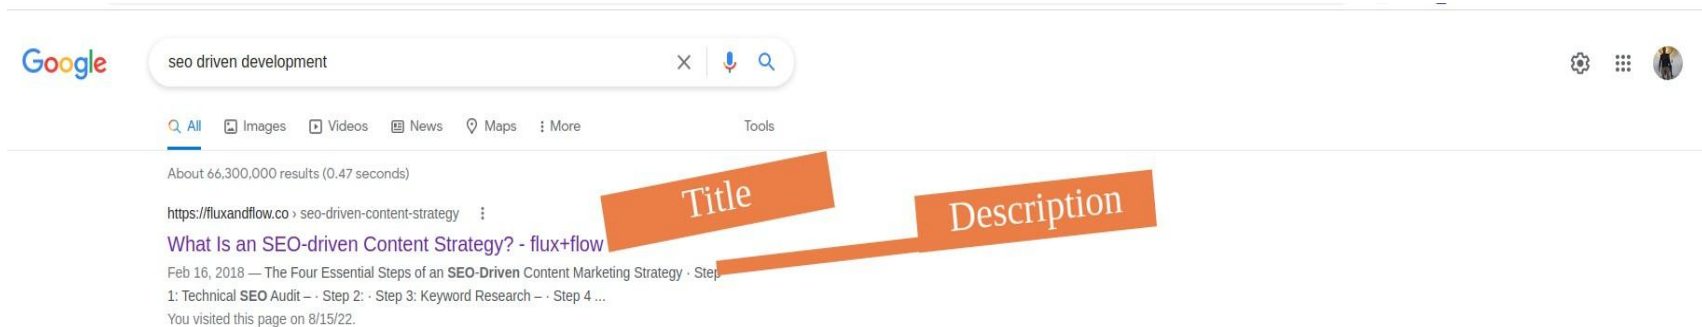 Google
seo driven development
All Images Videos News Maps More Tools
About 66,300,000 results (0.47 seconds)
Title
Description
https://fluxandflow.co › seo-driven-content-strategy
What Is an SEO-driven Content Strategy? - flux+flow
Feb 16, 2018 — The Four Essential Steps of an SEO-Driven Content Marketing Strategy · Step
1: Technical SEO Audit – · Step 2: · Step 3: Keyword Research – · Step 4 ...
You visited this page on 8/15/22.